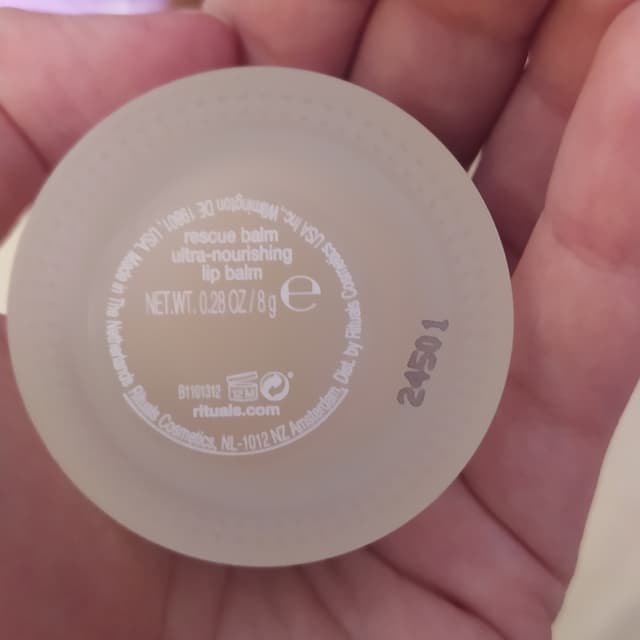 rescue balm
ultra-nourishing
lip balm
NET.WT. 0.28 OZ/8g e
B1101312 12M
rituals.com
Rituals Cosmetics, NL-1012 NZ Amsterdam, Dist. by Rituals Cosmetics USA Inc., Wilmington DE 19801, USA. Made in The Netherlands
24501